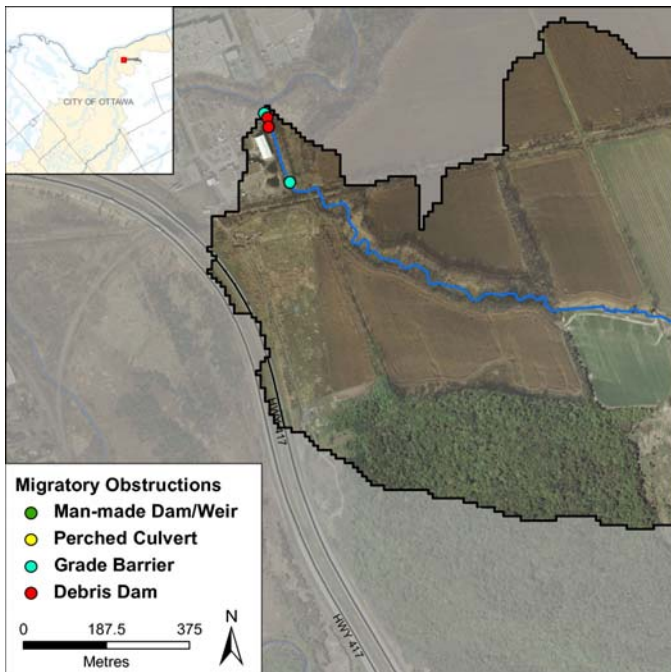 CITY OF OTTAWA
HWY 417
HWY 417
Migratory Obstructions
Man-made Dam/Weir
Perched Culvert
Grade Barrier
Debris Dam
0 187.5 375
Metres
N